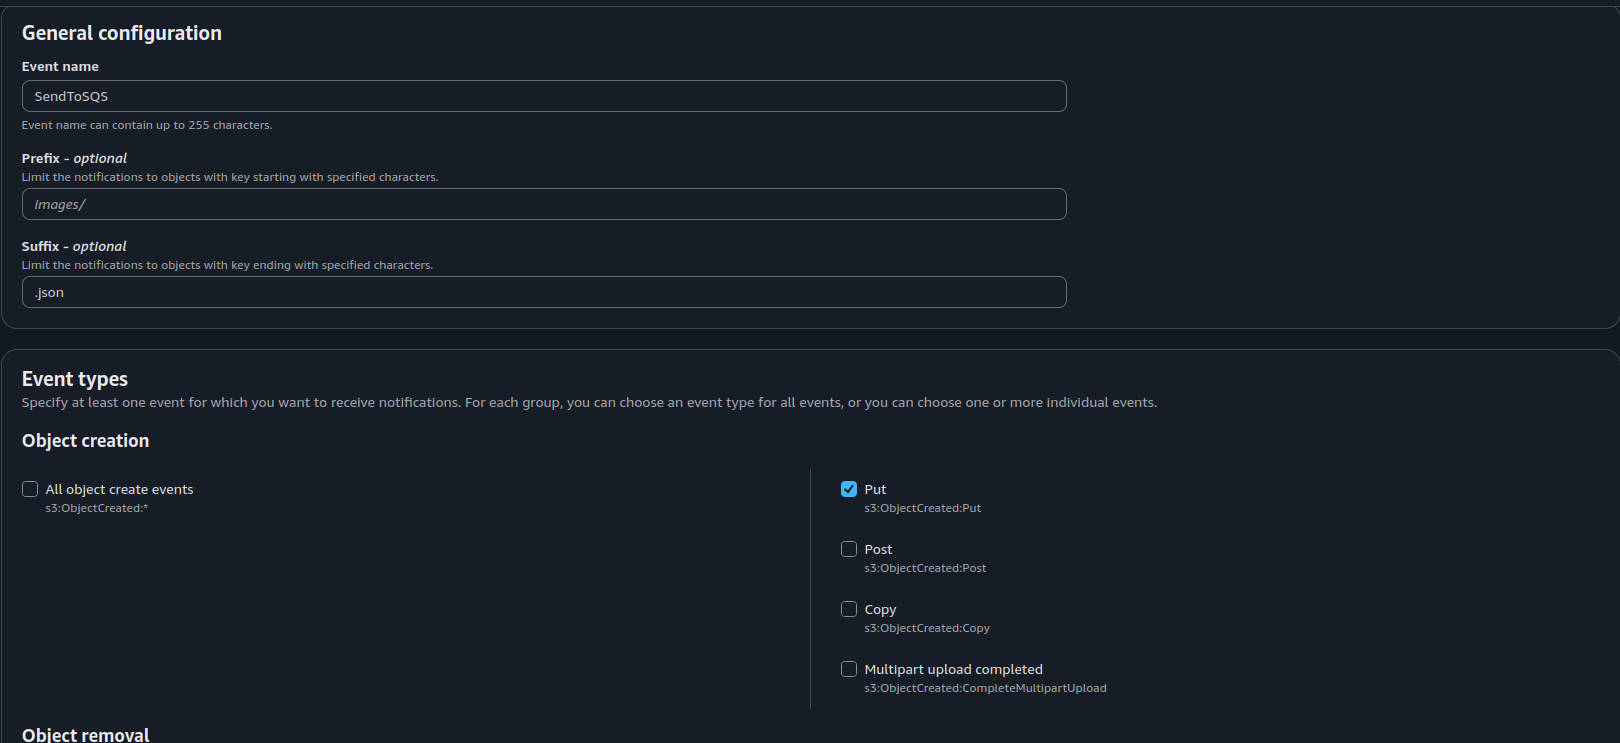 General configuration
Event name
SendToSQS
Event name can contain up to 255 characters.
Prefix - optional
Limit the notifications to objects with key starting with specified characters.
images/
Suffix - optional
Limit the notifications to objects with key ending with specified characters.
.json
Event types
Specify at least one event for which you want to receive notifications. For each group, you can choose an event type for all events, or you can choose one or more individual events.
Object creation
All object create events
s3:ObjectCreated:*
Put
s3:ObjectCreated:Put
Post
s3:ObjectCreated:Post
Copy
s3:ObjectCreated:Copy
Multipart upload completed
s3:ObjectCreated:CompleteMultipartUpload
Object removal